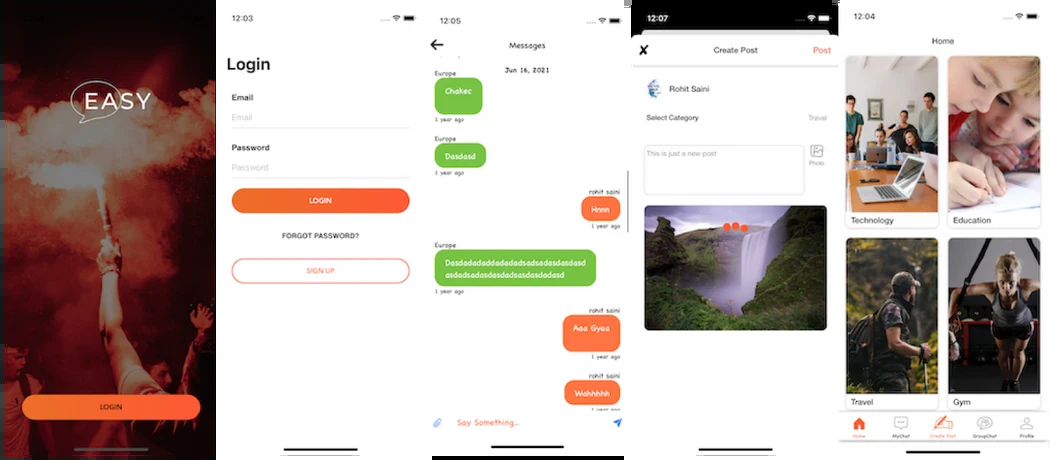 EASY
LOGIN
12:03
Login
Email
Email
Password
Password
LOGIN
FORGOT PASSWORD?
SIGN UP
12:05
Messages
Jun 16, 2021
Europe
Chakec
1 year ago
Europe
Dasdasd
1 year ago
rohit saini
Hnnn
1 year ago
Europe
1 year ago
rohit saini
Aaa Gyaa
1 year ago
rohit saini
Wahhhhh
1 year ago
Say Something...
12:07
✘
Create Post
Post
Rohit Saini
Select Category
Travel
This is just a new post
Photo
12:04
Home
Technology
Education
Travel
Gym
Home
MyChat
Create Post
GroupChat
Profile